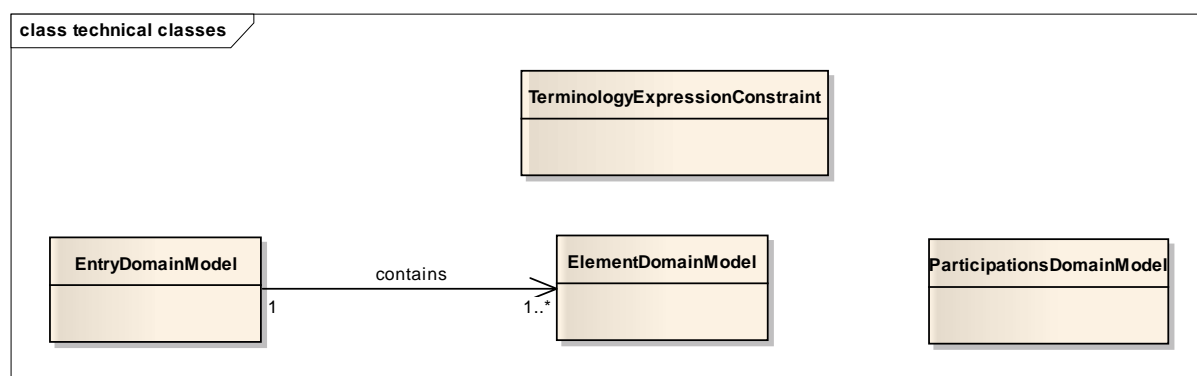 class technical classes
TerminologyExpressionConstraint
EntryDomainModel
contains
ElementDomainModel
ParticipationsDomainModel
1
1..*